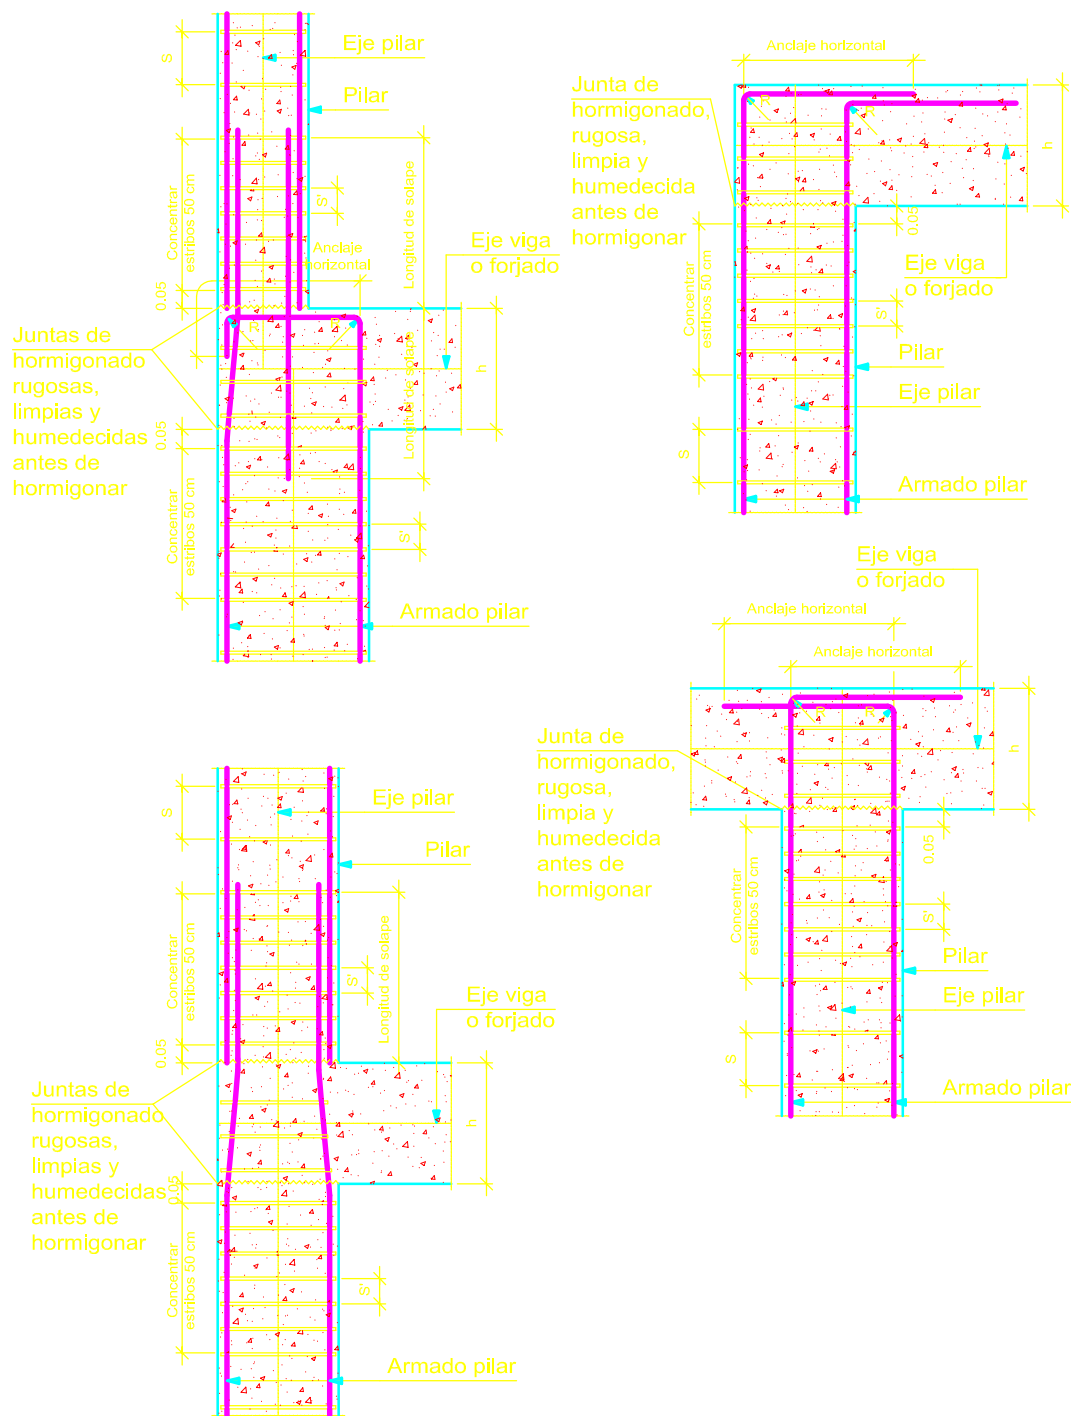 Eje pilar
S
Pilar
Concentrar
estribos 50 cm
S'
Longitud de solape
Anclaje
horizontal
Eje viga
o forjado
0.05
R
R
Juntas de
hormigonado
rugosas,
limpias y
humedecidas
antes de
hormigonar
Longitud de solape
h
0.05
Concentrar
estribos 50 cm
S'
Armado pilar
Anclaje horizontal
Junta de
hormigonado,
rugosa,
limpia y
humedecida
antes de
hormigonar
R
R
h
0.05
Concentrar
estribos 50 cm
Eje viga
o forjado
S'
Pilar
Eje pilar
S
Armado pilar
Eje pilar
S
Pilar
Concentrar
estribos 50 cm
S'
Longitud de solape
Eje viga
o forjado
0.05
Juntas de
hormigonado
rugosas,
limpias y
humedecidas
antes de
hormigonar
h
0.05
Concentrar
estribos 50 cm
S'
Armado pilar
Eje viga
o forjado
Anclaje horizontal
Anclaje horizontal
Junta de
hormigonado,
rugosa,
limpia y
humedecida
antes de
hormigonar
R
R
h
0.05
Concentrar
estribos 50 cm
S'
Pilar
Eje pilar
S
Armado pilar